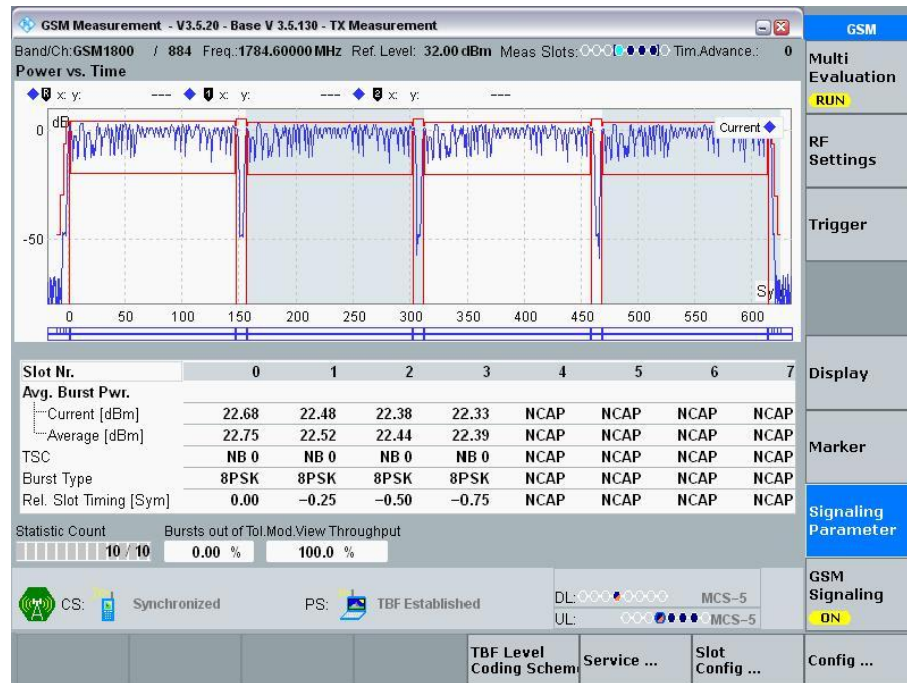 GSM Measurement - V3.5.20 - Base V 3.5.130 - TX Measurement
GSM
Band/Ch:GSM1800 / 884 Freq.:1784.60000 MHz Ref. Level: 32.00 dBm Meas Slots: Tim.Advance.: 0
Power vs. Time
x: y: --- x: y: --- x: y: ---
dB
Current
0
-50
Sy
0 50 100 150 200 250 300 350 400 450 500 550 600
Slot Nr. 0 1 2 3 4 5 6 7
Avg. Burst Pwr.
Current [dBm] 22.68 22.48 22.38 22.33 NCAP NCAP NCAP NCAP
Average [dBm] 22.75 22.52 22.44 22.39 NCAP NCAP NCAP NCAP
TSC NB 0 NB 0 NB 0 NB 0 NCAP NCAP NCAP NCAP
Burst Type 8PSK 8PSK 8PSK 8PSK NCAP NCAP NCAP NCAP
Rel. Slot Timing [Sym] 0.00 -0.25 -0.50 -0.75 NCAP NCAP NCAP NCAP
Statistic Count Bursts out of Tol.Mod.View Throughput
10 / 10 0.00 % 100.0 %
CS: Synchronized PS: TBF Established
DL: MCS-5
UL: MCS-5
TBF Level
Coding Schem
Service ...
Slot
Config ...
Config ...
Multi
Evaluation
RUN
RF
Settings
Trigger
Display
Marker
Signaling
Parameter
GSM
Signaling
ON